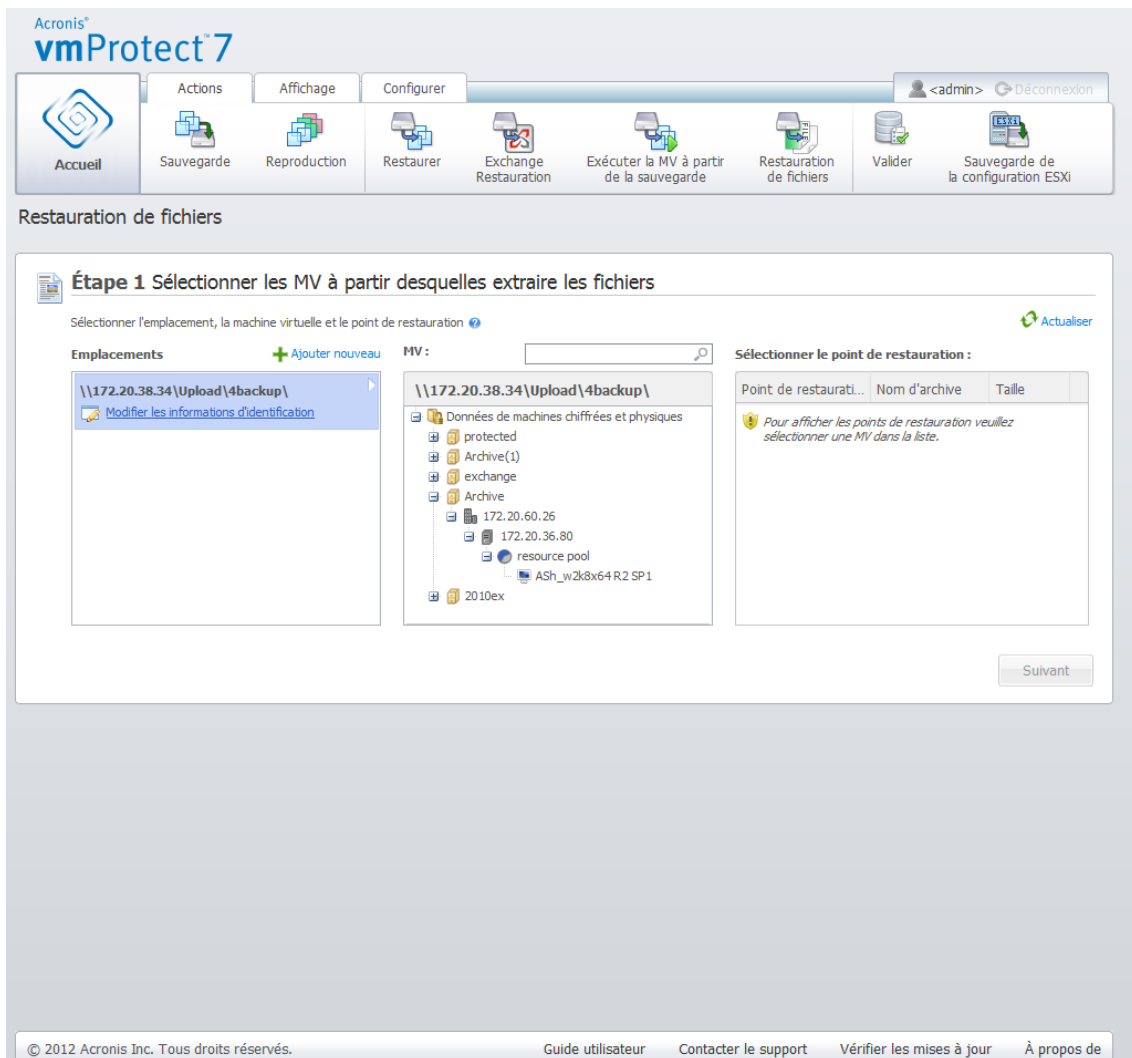 Acronis®
vmProtect™ 7
Actions
Affichage
Configurer
<admin>
Déconnexion
Accueil
Sauvegarde
Reproduction
Restaurer
Exchange
Restauration
Exécuter la MV à partir
de la sauvegarde
Restauration
de fichiers
Valider
ESXi
Sauvegarde de
la configuration ESXi
Restauration de fichiers
Étape 1 Sélectionner les MV à partir desquelles extraire les fichiers
Sélectionner l'emplacement, la machine virtuelle et le point de restauration ?
Actualiser
Emplacements
Ajouter nouveau
MV :
Sélectionner le point de restauration :
\\172.20.38.34\Upload\4backup\
Modifier les informations d'identification
\\172.20.38.34\Upload\4backup\
Données de machines chiffrées et physiques
protected
Archive(1)
exchange
Archive
172.20.60.26
172.20.36.80
resource pool
ASh_w2k8x64 R2 SP1
2010ex
Point de restaurati... Nom d'archive Taille
Pour afficher les points de restauration veuillez
sélectionner une MV dans la liste.
Suivant
© 2012 Acronis Inc. Tous droits réservés.
Guide utilisateur
Contacter le support
Vérifier les mises à jour
À propos de